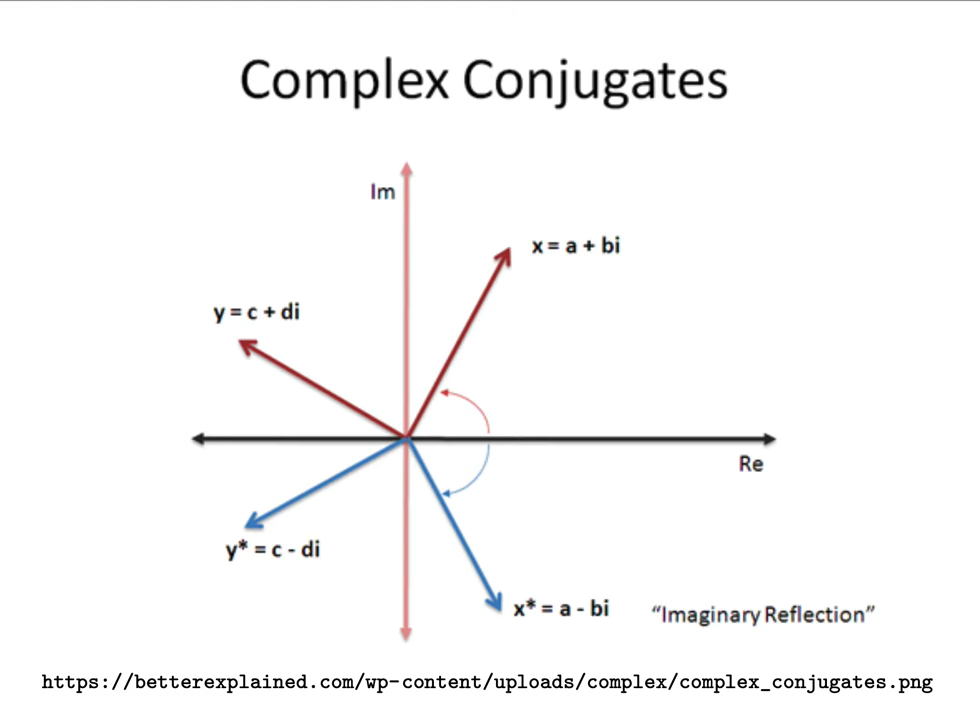 Complex Conjugates
Im
x = a + bi
y = c + di
Re
y* = c - di
x* = a - bi
“Imaginary Reflection”
https://betterexplained.com/wp-content/uploads/complex/complex_conjugates.png